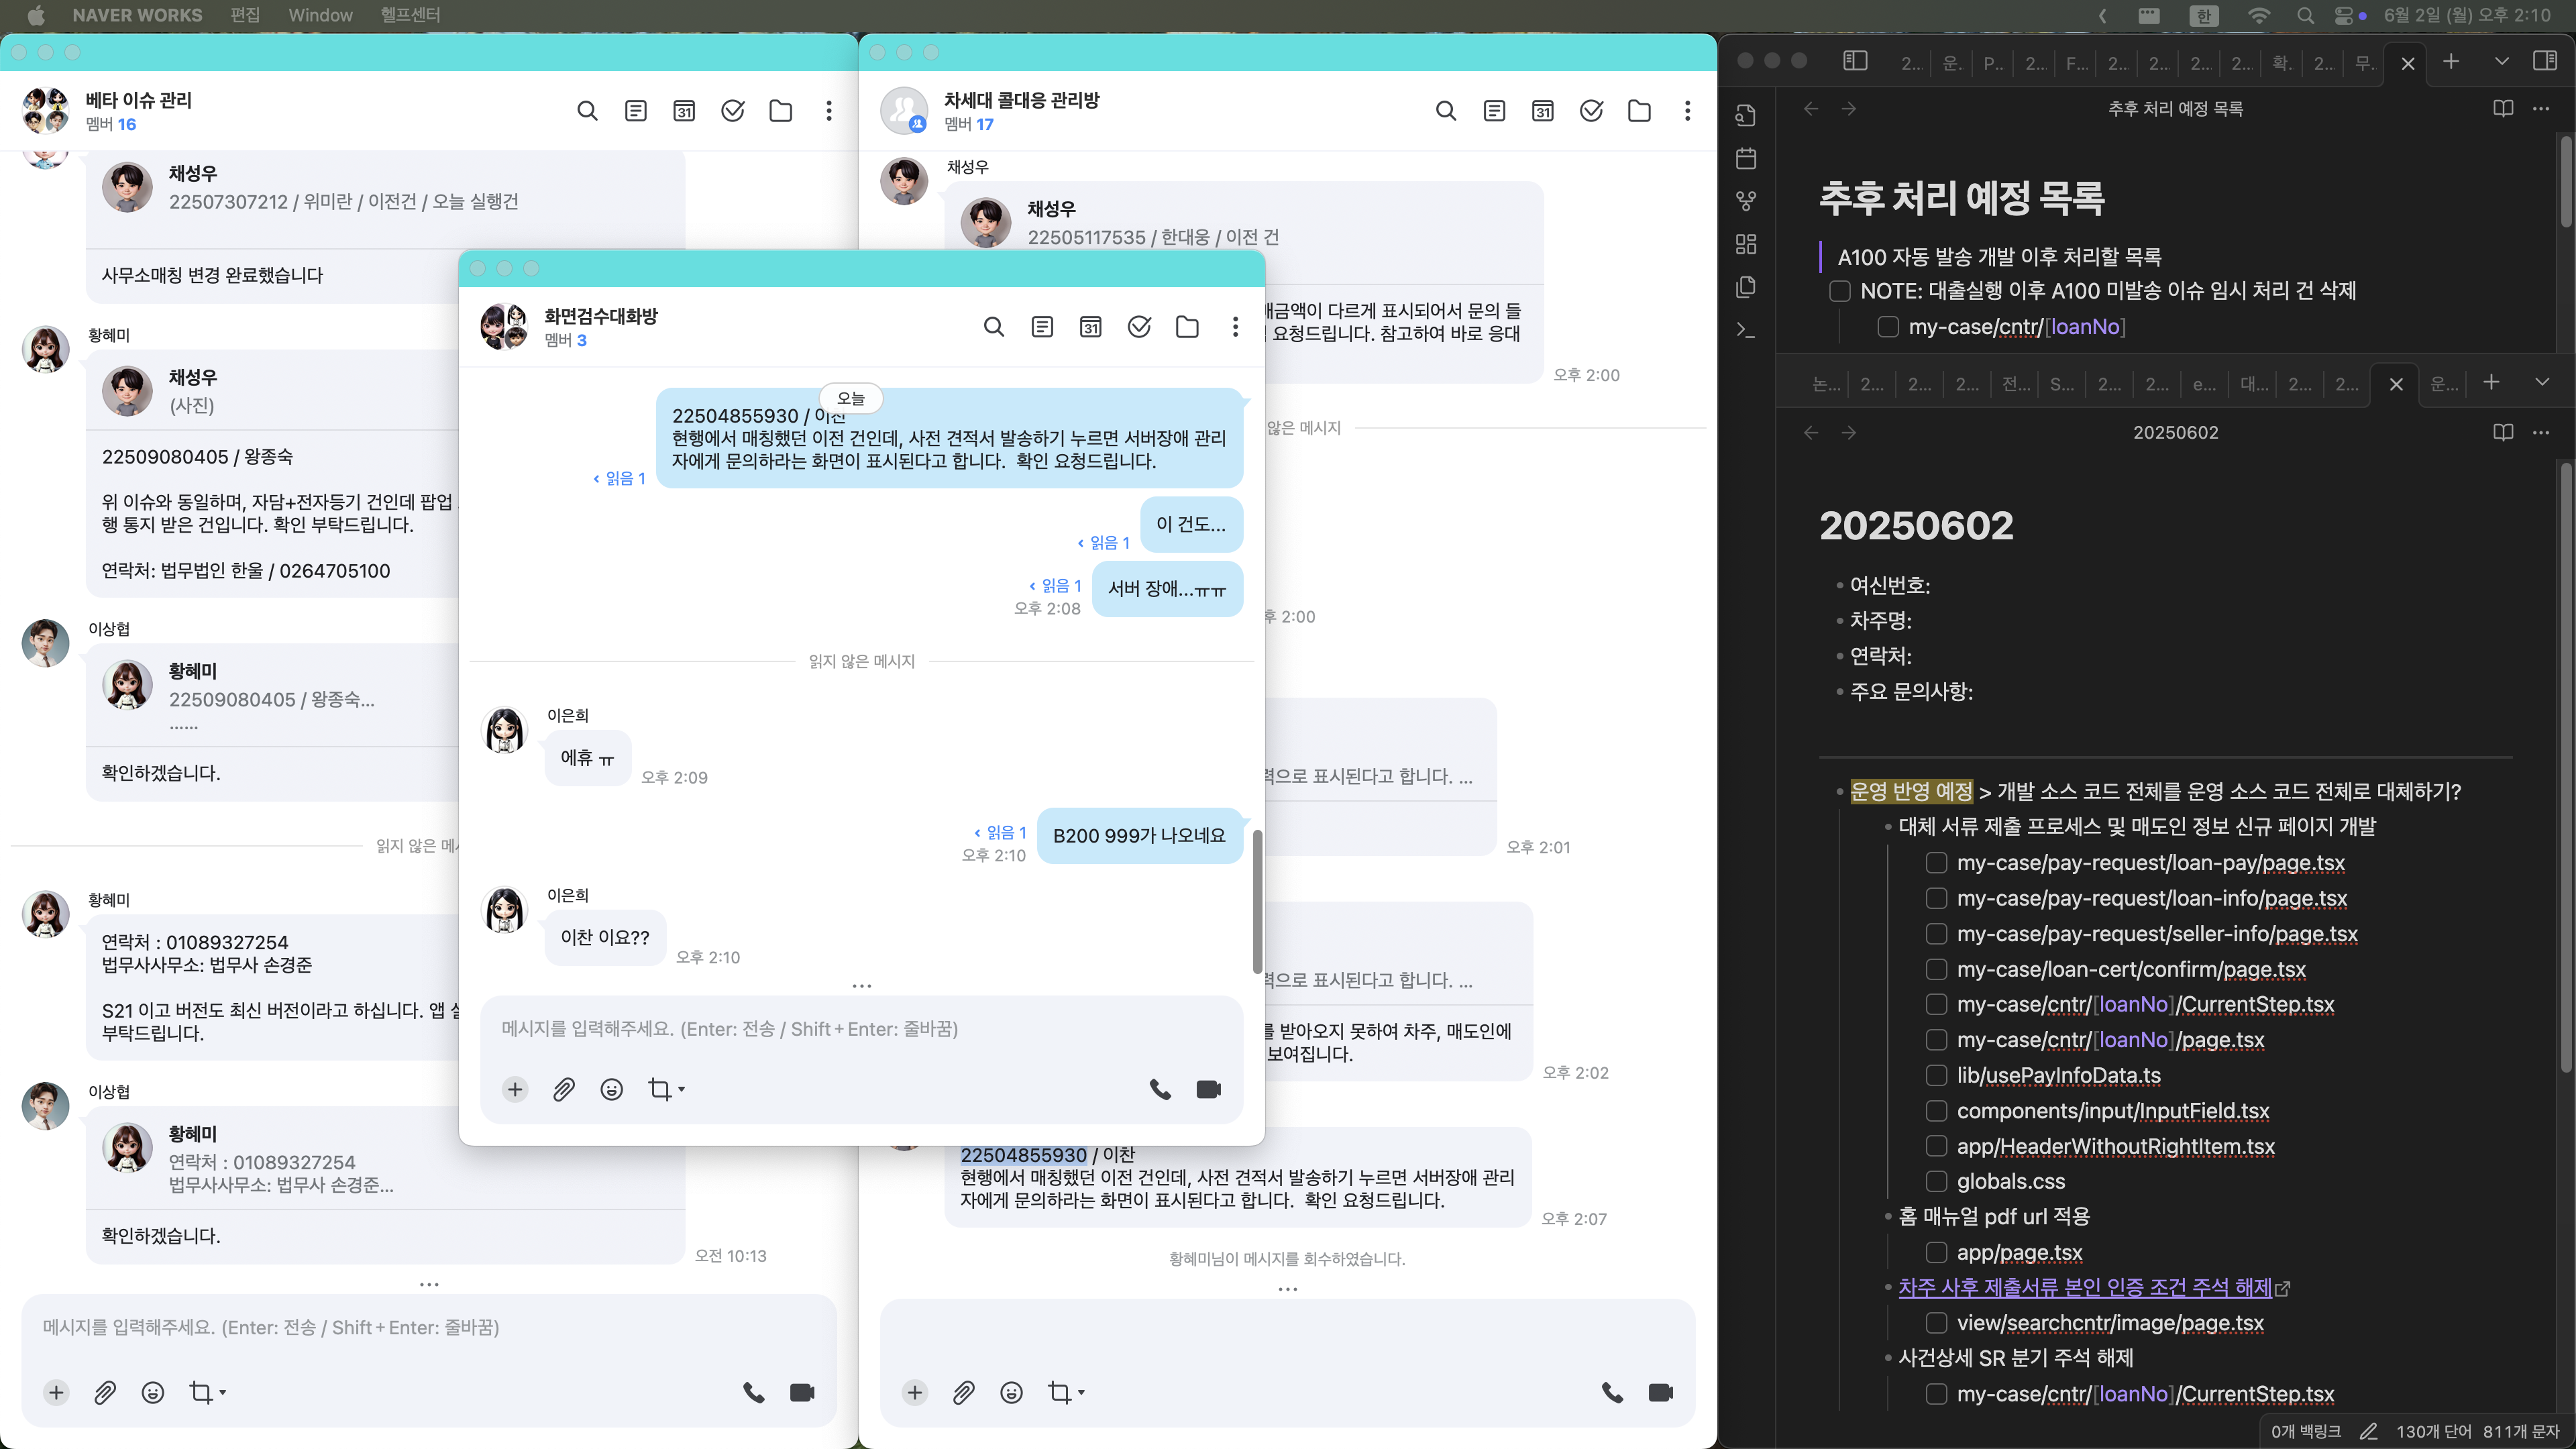 NAVER WORKS 편집 Window 헬프센터
한 6월 2일 (월) 오후 2:10
베타 이슈 관리
멤버 16
31
채성우
22507307212 / 위미란 / 이전건 / 오늘 실행건
사무소매칭 변경 완료했습니다
황혜미
채성우
(사진)
22509080405 / 왕종숙
위 이슈와 동일하며, 자담+전자등기 건인데 팝업
행 통지 받은 건입니다. 확인 부탁드립니다.
연락처: 법무법인 한울 / 0264705100
이상협
황혜미
22509080405 / 왕종숙...
......
확인하겠습니다.
읽지 않은 메시
황혜미
연락처 : 01089327254
법무사사무소: 법무사 손경준
S21 이고 버전도 최신 버전이라고 하십니다. 앱
부탁드립니다.
이상협
황혜미
연락처 : 01089327254
법무사사무소: 법무사 손경준...
확인하겠습니다.
오전 10:13
메시지를 입력해주세요. (Enter: 전송 / Shift+Enter: 줄바꿈)
화면검수대화방
멤버 3
31
오늘
22504855930 / 이찬
현행에서 매칭했던 이전 건인데, 사전 견적서 발송하기 누르면 서버장애 관리
자에게 문의하라는 화면이 표시된다고 합니다. 확인 요청드립니다.
읽음 1
이 건도...
읽음 1
서버 장애...ㅠㅠ
읽음 1
오후 2:08
읽지 않은 메시지
이은희
에휴 ㅠ
오후 2:09
B200 999가 나오네요
읽음 1
오후 2:10
이은희
이찬 이요??
오후 2:10
메시지를 입력해주세요. (Enter: 전송 / Shift+Enter: 줄바꿈)
차세대 콜대응 관리방
멤버 17
31
채성우
채성우
22505117535 / 한대웅 / 이전 건
매금액이 다르게 표시되어서 문의 들
요청드립니다. 참고하여 바로 응대
오후 2:00
않은 메시지
후 2:00
력으로 표시된다고 합니다. ...
오후 2:01
력으로 표시된다고 합니다. ...
를 받아오지 못하여 차주, 매도인에
보여집니다.
오후 2:02
22504855930 / 이찬
현행에서 매칭했던 이전 건인데, 사전 견적서 발송하기 누르면 서버장애 관리
자에게 문의하라는 화면이 표시된다고 합니다. 확인 요청드립니다.
오후 2:07
황혜미님이 메시지를 회수하였습니다.
2... 운. P... 2... F... 2... 2... 2... 2... 확. 2... 무.
추후 처리 예정 목록
추후 처리 예정 목록
A100 자동 발송 개발 이후 처리할 목록
NOTE: 대출실행 이후 A100 미발송 이슈 임시 처리 건 삭제
my-case/cntr/[loanNo]
논... 2... 2... 2... 전... S... 2... 2... e... 대... 2... 2... 운...
20250602
20250602
여신번호:
차주명:
연락처:
주요 문의사항:
운영 반영 예정 > 개발 소스 코드 전체를 운영 소스 코드 전체로 대체하기?
대체 서류 제출 프로세스 및 매도인 정보 신규 페이지 개발
my-case/pay-request/loan-pay/page.tsx
my-case/pay-request/loan-info/page.tsx
my-case/pay-request/seller-info/page.tsx
my-case/loan-cert/confirm/page.tsx
my-case/cntr/[loanNo]/CurrentStep.tsx
my-case/cntr/[loanNo]/page.tsx
lib/usePayInfoData.ts
components/input/InputField.tsx
app/HeaderWithoutRightItem.tsx
globals.css
홈 매뉴얼 pdf url 적용
app/page.tsx
차주 사후 제출서류 본인 인증 조건 주석 해제
view/searchcntr/image/page.tsx
사건상세 SR 분기 주석 해제
my-case/cntr/[loanNo]/CurrentStep.tsx
0개 백링크 130개 단어 811개 문자